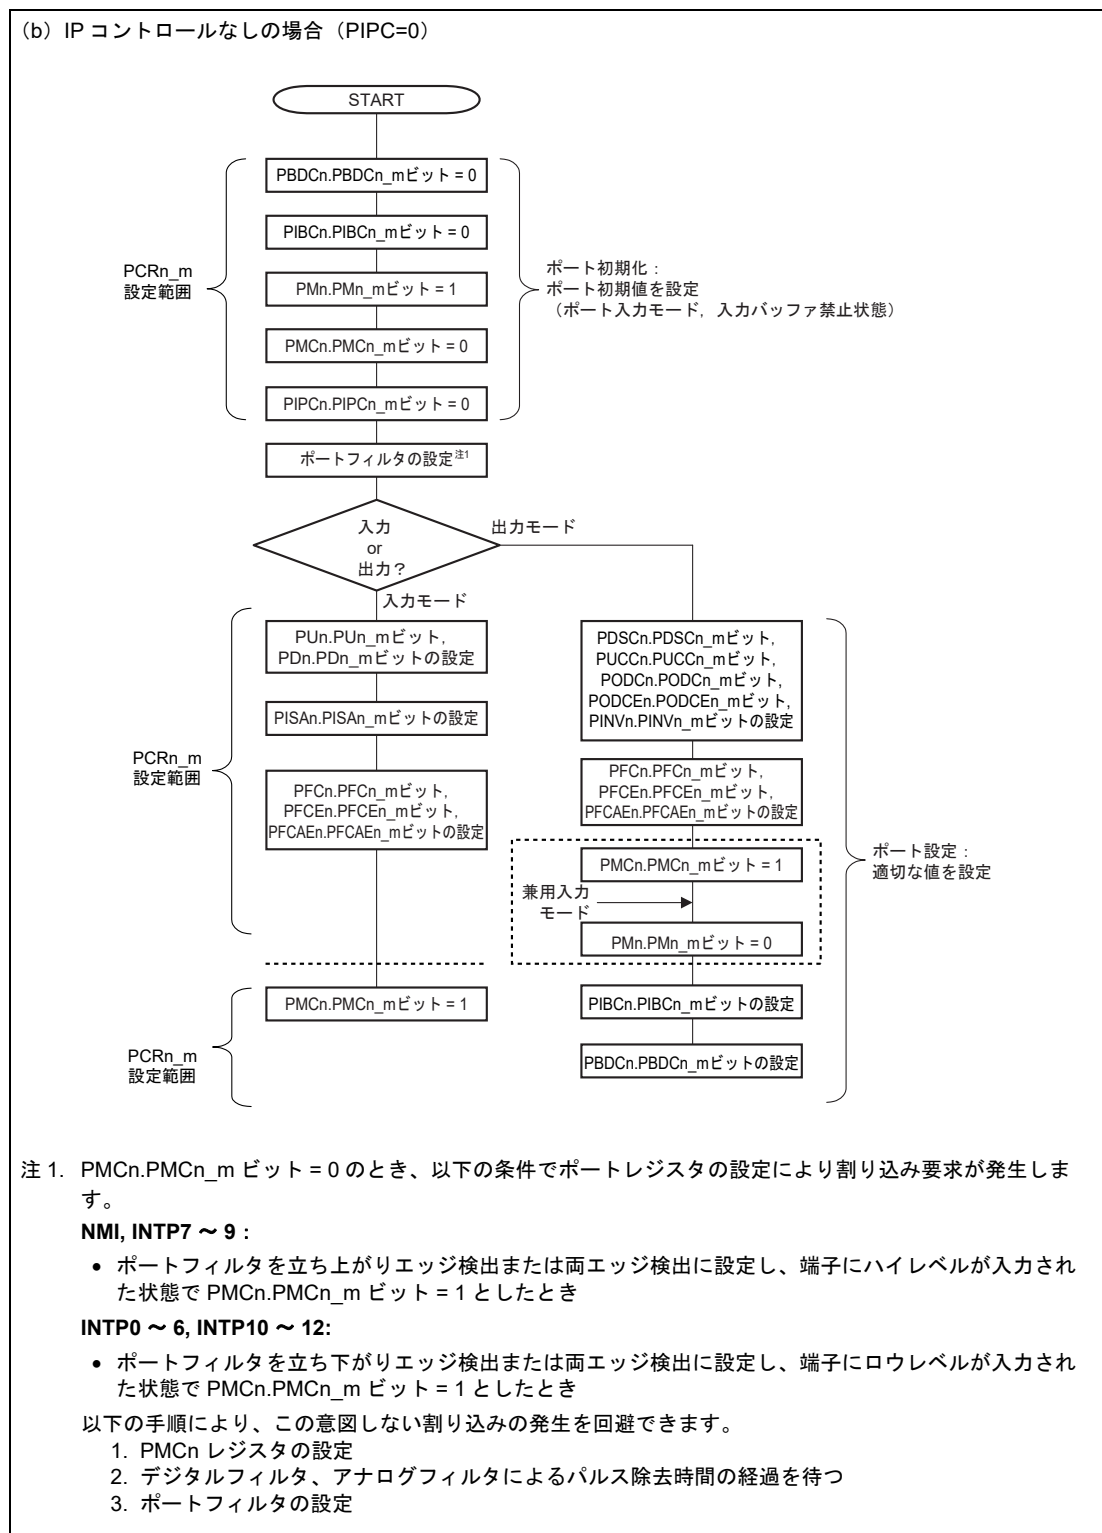 (b) IP コントロールなしの場合（PIPC=0）
START
PBDCn.PBDCn_mビット = 0
PIBCn.PIBCn_mビット = 0
PMn.PMn_mビット = 1
PMCn.PMCn_mビット = 0
PIPCn.PIPCn_mビット = 0
PCRn_m
設定範囲
ポート初期化：
ポート初期値を設定
（ポート入力モード，入力バッファ禁止状態）
ポートフィルタの設定注1
入力
or
出力？
出力モード
入力モード
PUn.PUn_mビット，
PDn.PDn_mビットの設定
PISAn.PISAn_mビットの設定
PFCn.PFCn_mビット，
PFCEn.PFCEn_mビット，
PFCAEn.PFCAEn_mビットの設定
PCRn_m
設定範囲
PMCn.PMCn_mビット = 1
PCRn_m
設定範囲
PDSCn.PDSCn_mビット，
PUCCn.PUCCn_mビット，
PODCn.PODCn_mビット，
PODCEn.PODCEn_mビット，
PINVn.PINVn_mビットの設定
PFCn.PFCn_mビット，
PFCEn.PFCEn_mビット，
PFCAEn.PFCAEn_mビットの設定
PMCn.PMCn_mビット = 1
兼用入力
モード
PMn.PMn_mビット = 0
PIBCn.PIBCn_mビットの設定
PBDCn.PBDCn_mビットの設定
ポート設定：
適切な値を設定
注 1. PMCn.PMCn_m ビット = 0 のとき、以下の条件でポートレジスタの設定により割り込み要求が発生しま
す。
NMI, INTP7 ～ 9：
• ポートフィルタを立ち上がりエッジ検出または両エッジ検出に設定し、端子にハイレベルが入力され
た状態で PMCn.PMCn_m ビット = 1 としたとき
INTP0 ～ 6, INTP10 ～ 12:
• ポートフィルタを立ち下がりエッジ検出または両エッジ検出に設定し、端子にロウレベルが入力され
た状態で PMCn.PMCn_m ビット = 1 としたとき
以下の手順により、この意図しない割り込みの発生を回避できます。
1. PMCn レジスタの設定
2. デジタルフィルタ、アナログフィルタによるパルス除去時間の経過を待つ
3. ポートフィルタの設定